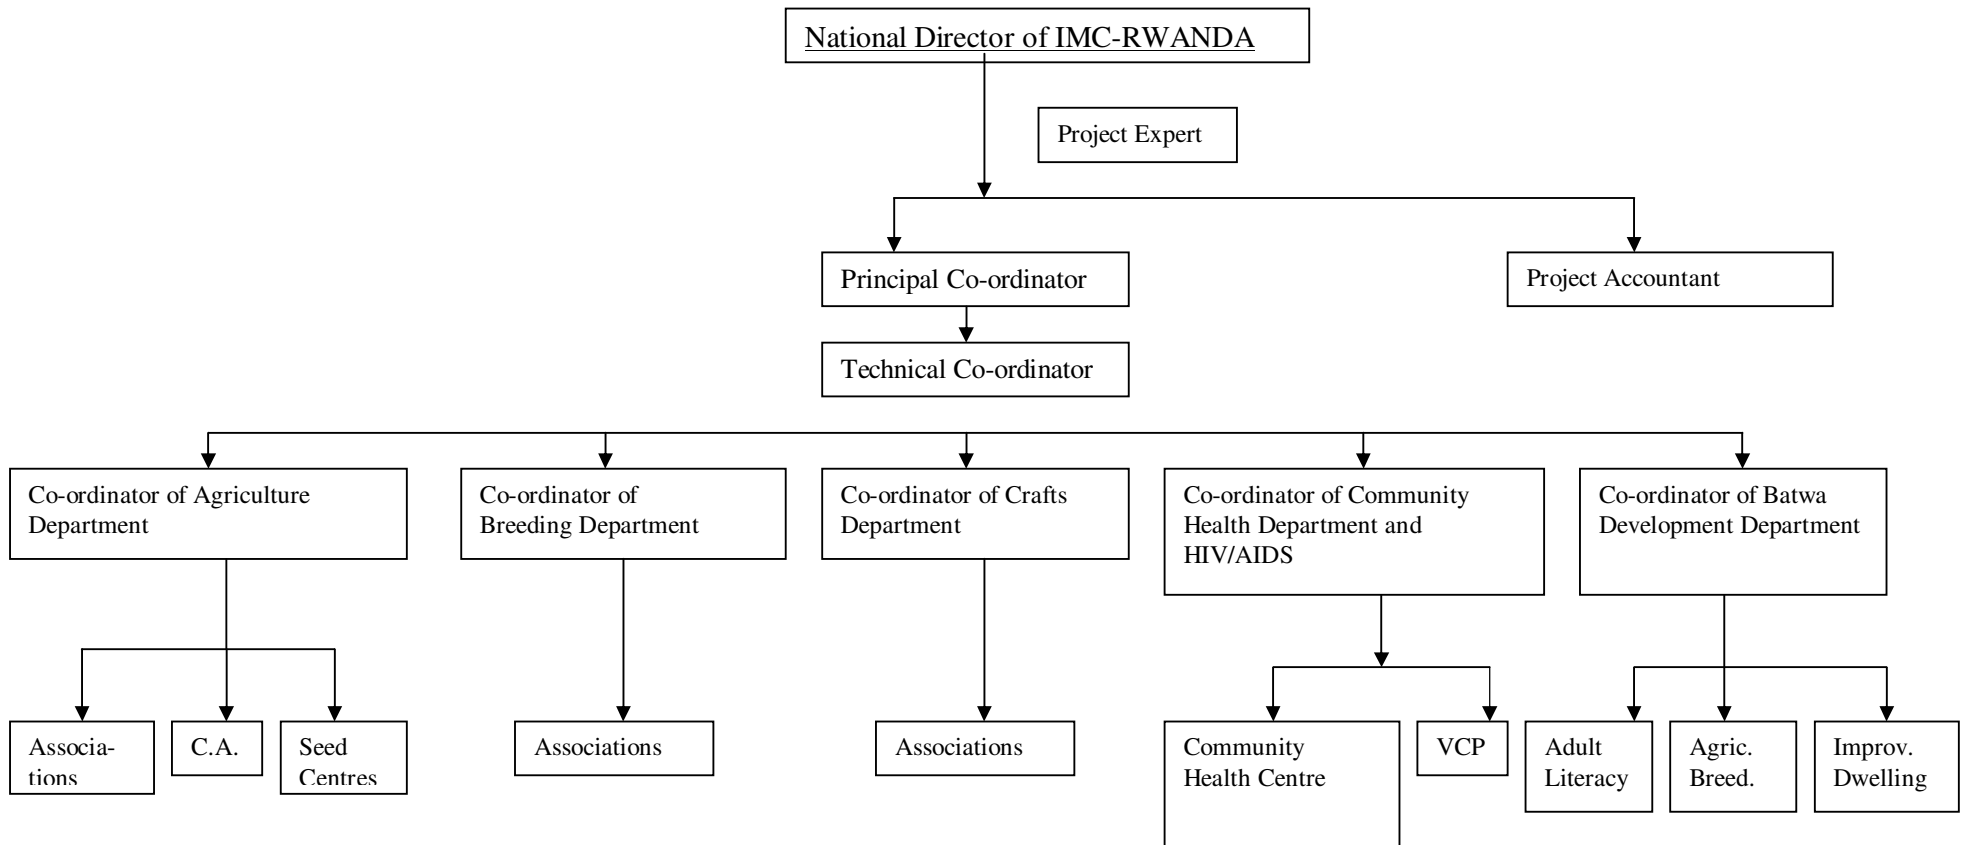 National Director of IMC-RWANDA
Project Expert
Principal Co-ordinator
Project Accountant
Technical Co-ordinator
Co-ordinator of Agriculture
Department
Co-ordinator of
Breeding Department
Co-ordinator of Crafts
Department
Co-ordinator of Community
Health Department and
HIV/AIDS
Co-ordinator of Batwa
Development Department
Associa-
tions
C.A.
Seed
Centres
Associations
Associations
Community
Health Centre
VCP
Adult
Literacy
Agric.
Breed.
Improv.
Dwelling